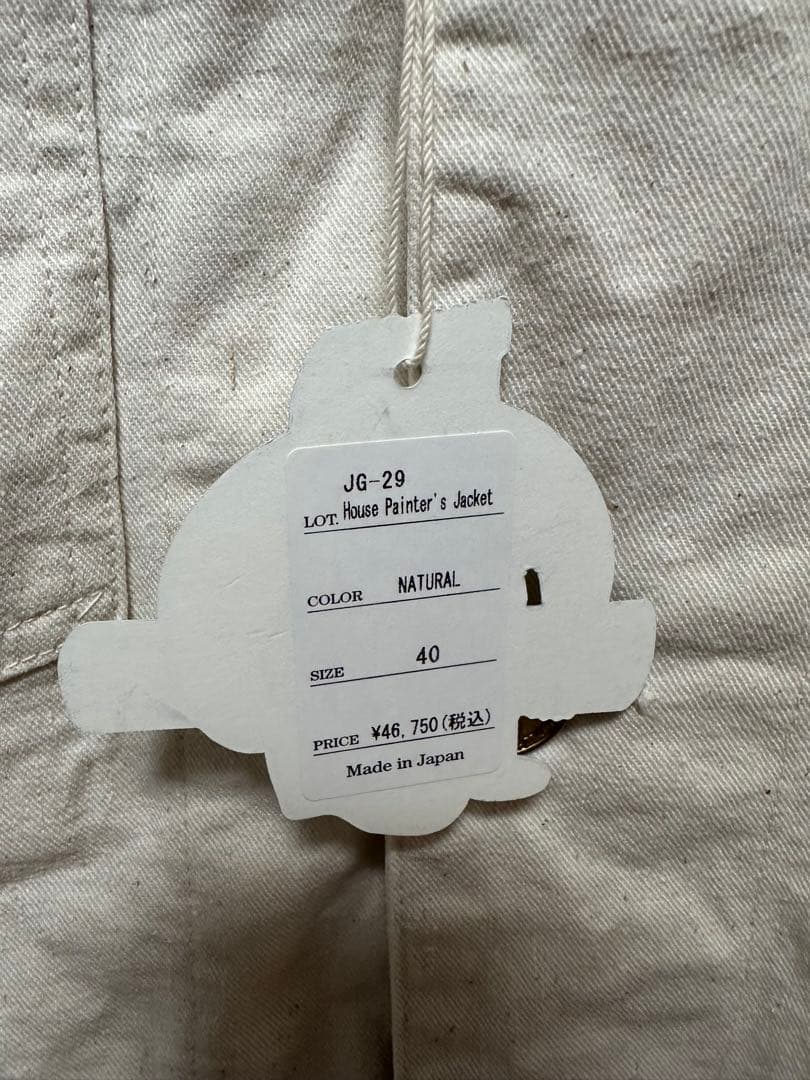 JG-29
LOT. House Painter's Jacket
COLOR NATURAL
SIZE 40
PRICE ¥46,750(税込)
Made in Japan